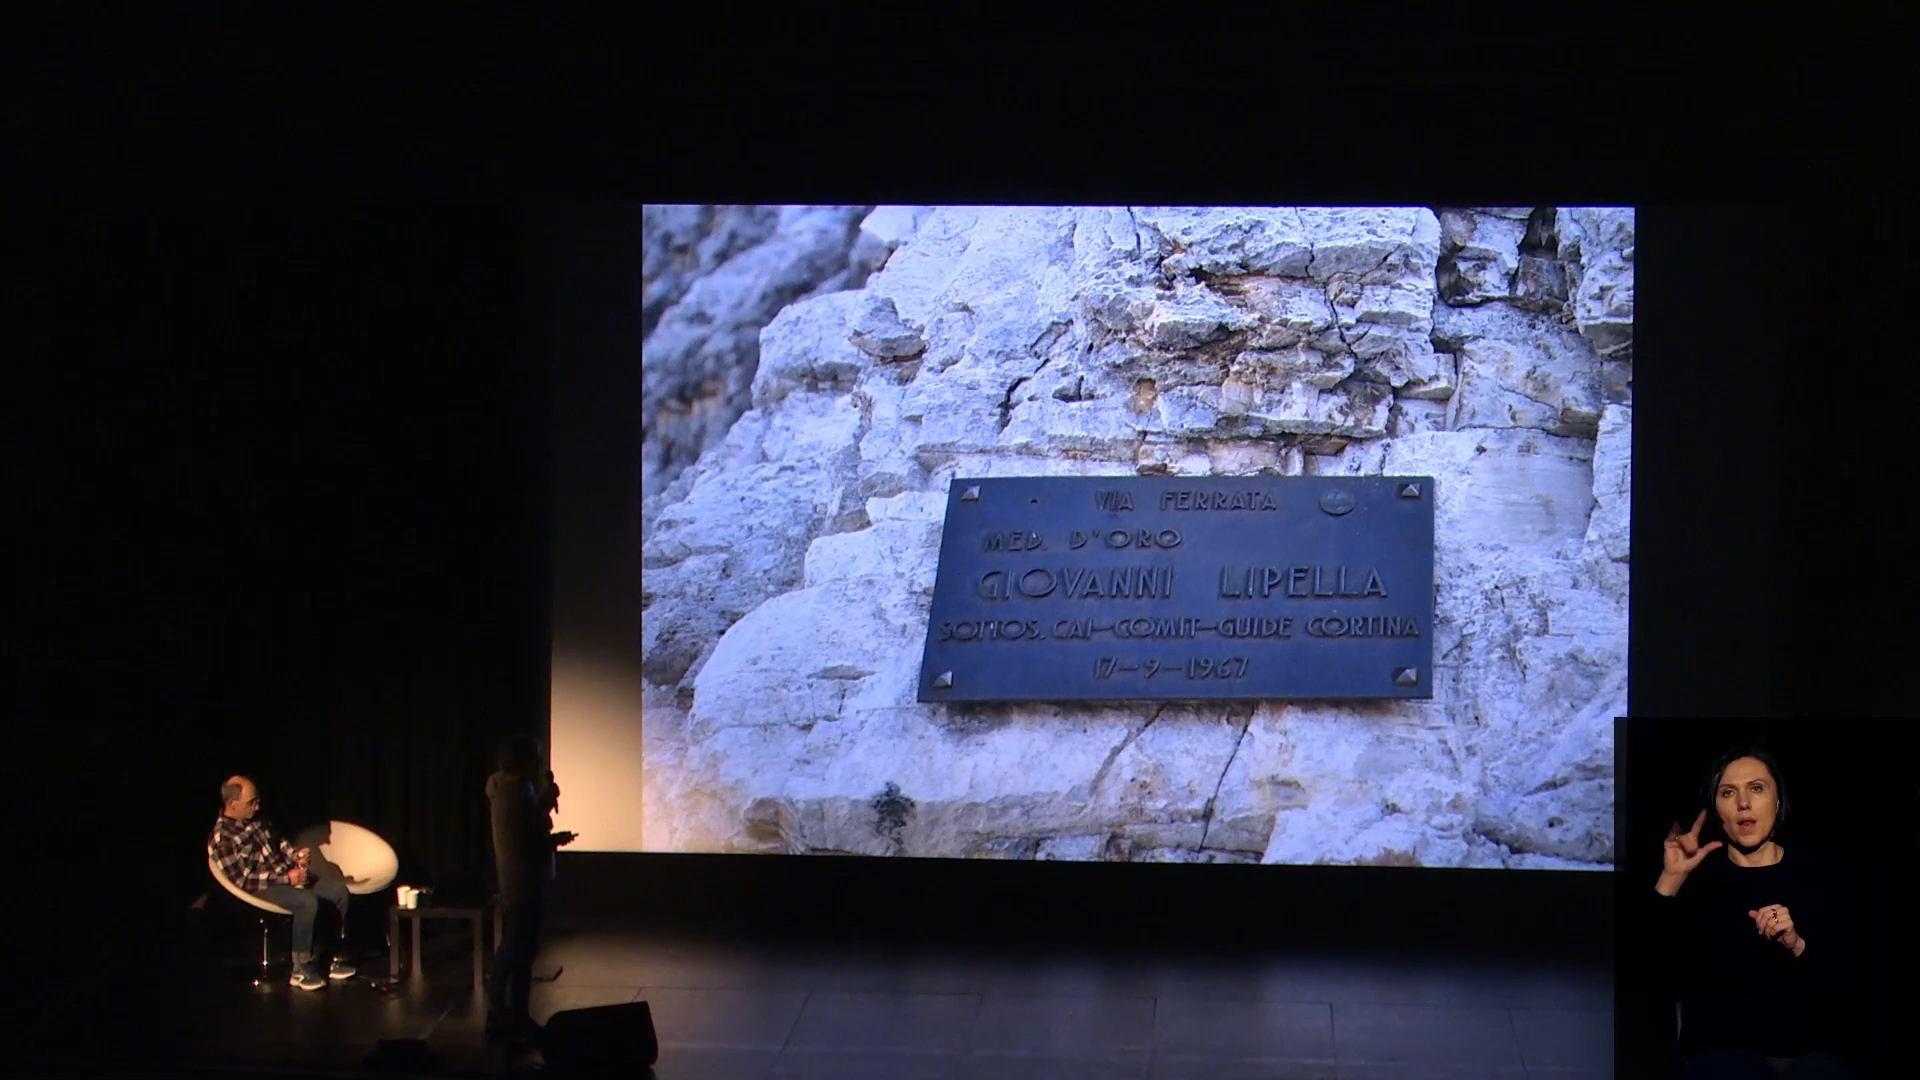 VIA FERRATA
MED. D'ORO
GIOVANNI LIPELLA
SOTTOS. CAI-COMIT-GUIDE CORTINA
17-9-1967